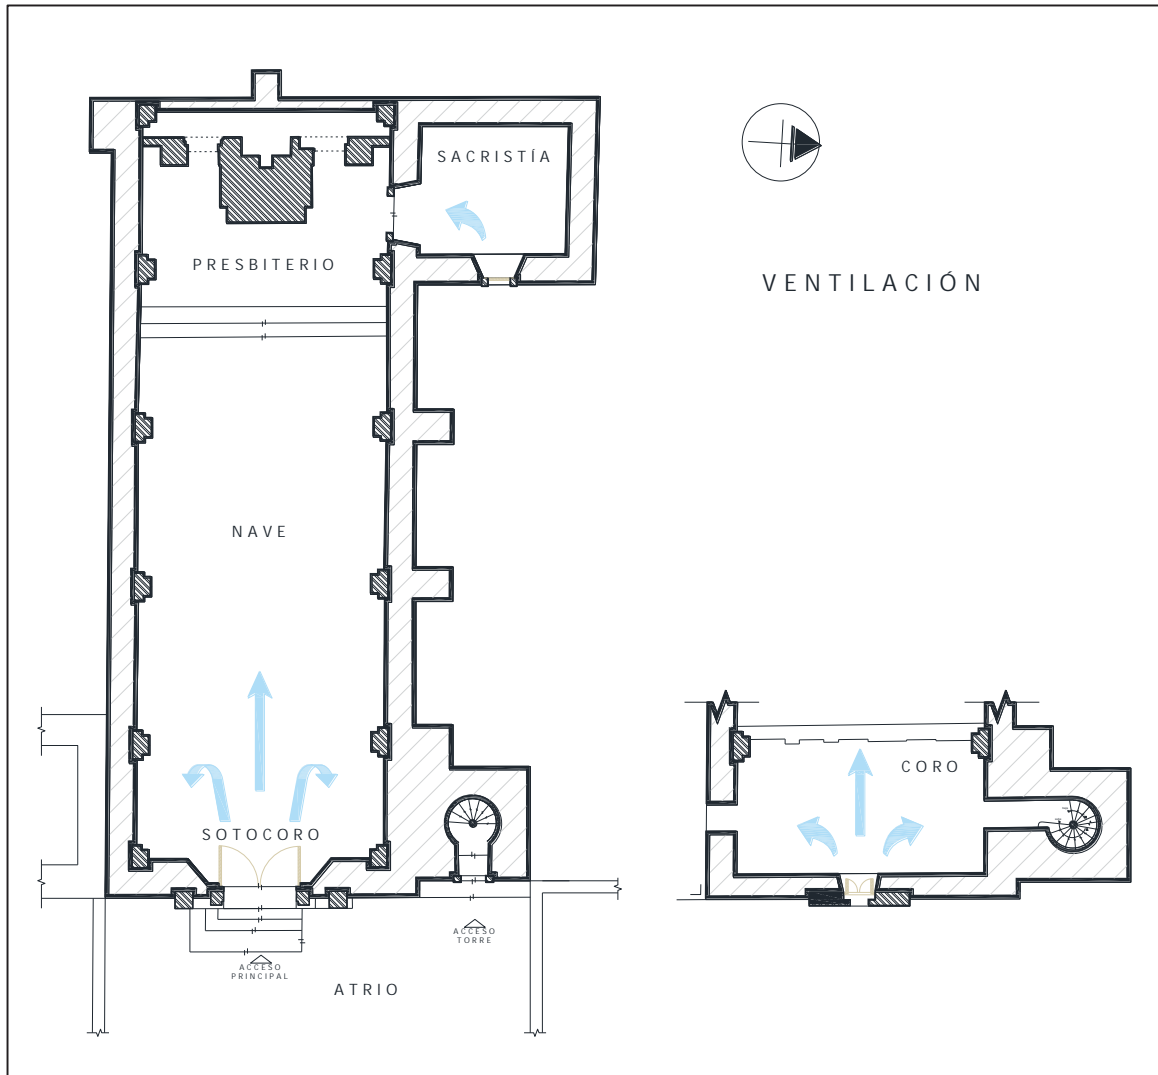 SACRISTÍA
PRESBITERIO
VENTILACIÓN
NAVE
CORO
SOTOCORO
ACCESO
TORRE
ACCESO
PRINCIPAL
ATRIO